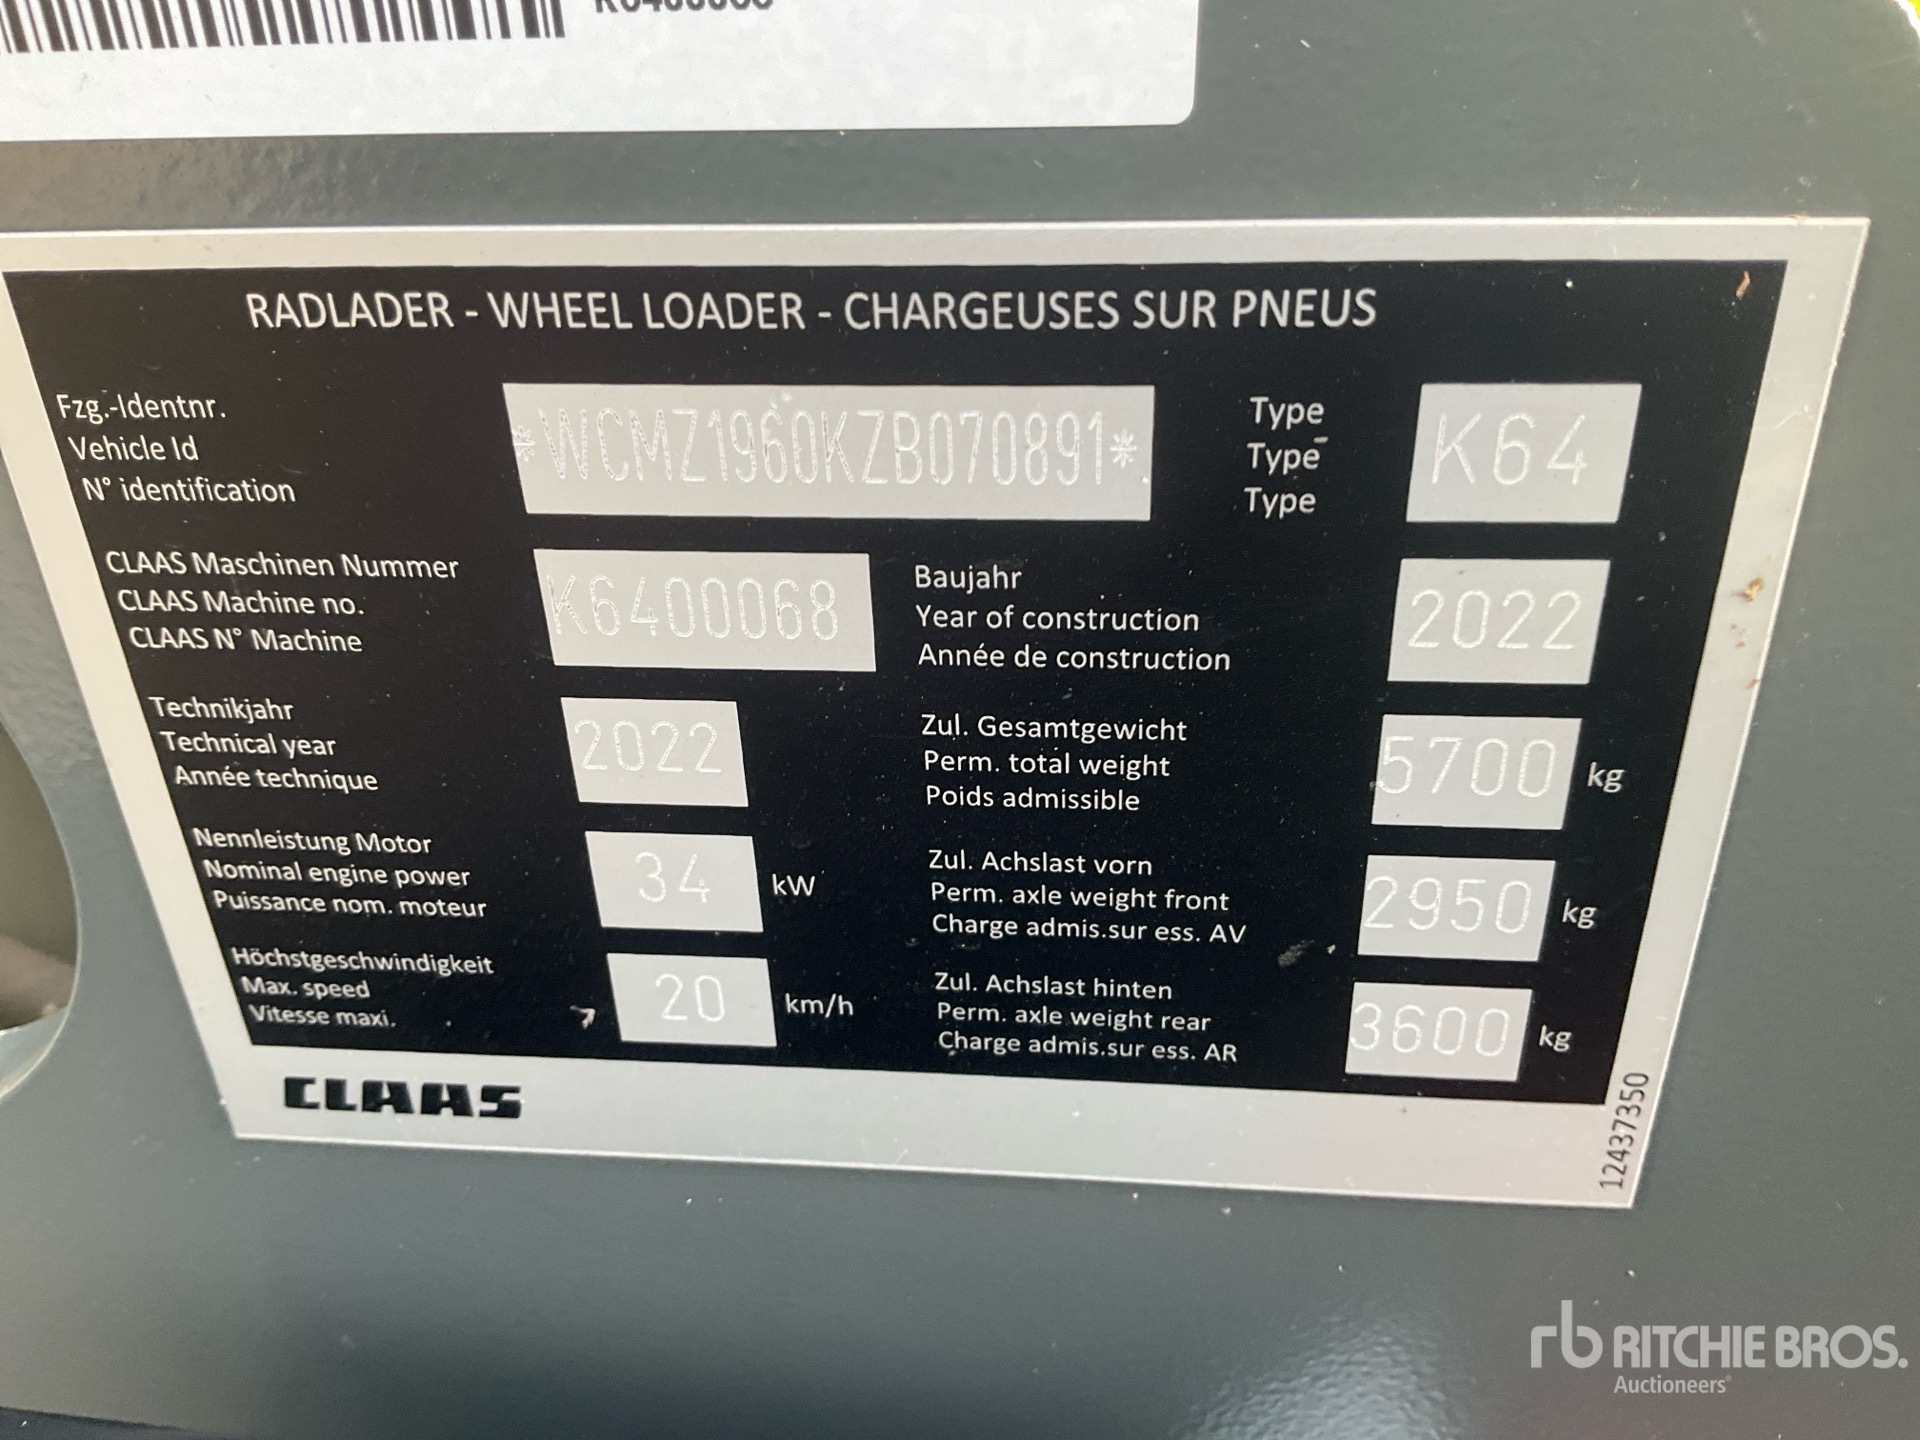 RADLADER - WHEEL LOADER - CHARGEUSES SUR PNEUS
Fzg.-Identnr.
Vehicle Id
N° identification
*WCMZ1960KZB070891*
Type
Type
Type
K64
CLAAS Maschinen Nummer
CLAAS Machine no.
CLAAS N° Machine
K6400068
Baujahr
Year of construction
Année de construction
2022
Technikjahr
Technical year
Année technique
2022
Zul. Gesamtgewicht
Perm. total weight
Poids admissible
5700 kg
Nennleistung Motor
Nominal engine power
Puissance nom. moteur
34 kW
Zul. Achslast vorn
Perm. axle weight front
Charge admis.sur ess. AV
2950 kg
Höchstgeschwindigkeit
Max. speed
Vitesse maxi.
20 km/h
Zul. Achslast hinten
Perm. axle weight rear
Charge admis.sur ess. AR
3600 kg
CLAAS
12437350
rb RITCHIE BROS.
Auctioneers